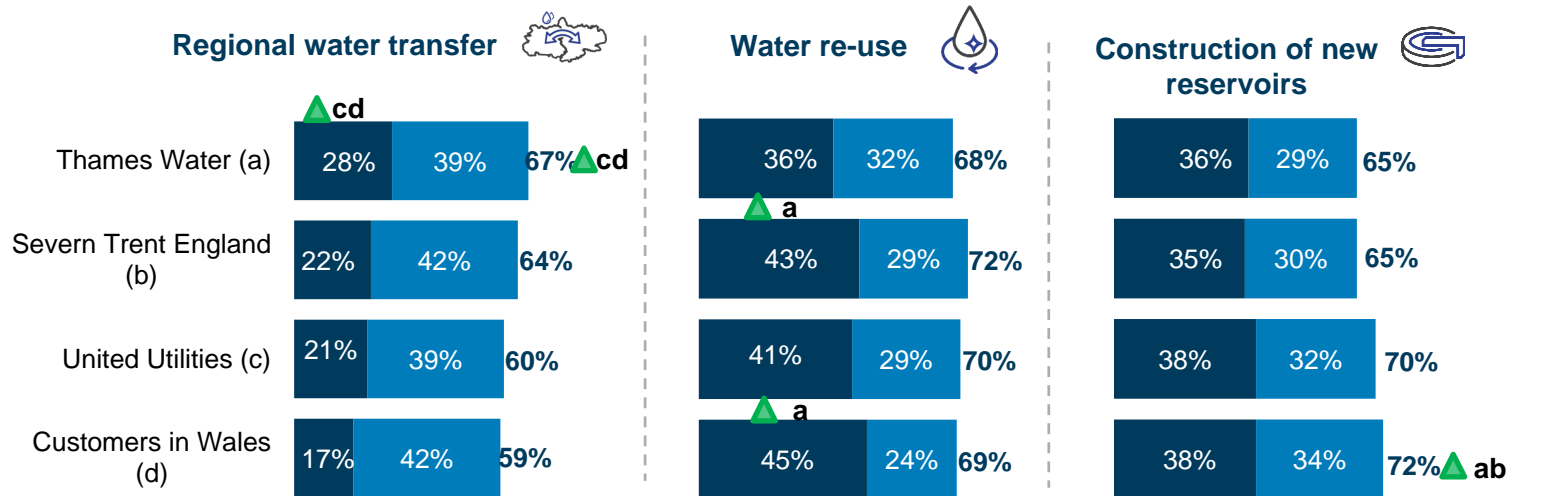 Regional water transfer
Water re-use
Construction of new
reservoirs
cd
Thames Water (a)
28% 39% 67% cd
36% 32% 68%
36% 29% 65%
a
Severn Trent England
(b)
22% 42% 64%
43% 29% 72%
35% 30% 65%
United Utilities (c)
21% 39% 60%
41% 29% 70%
38% 32% 70%
a
Customers in Wales
(d)
17% 42% 59%
45% 24% 69%
38% 34% 72% ab